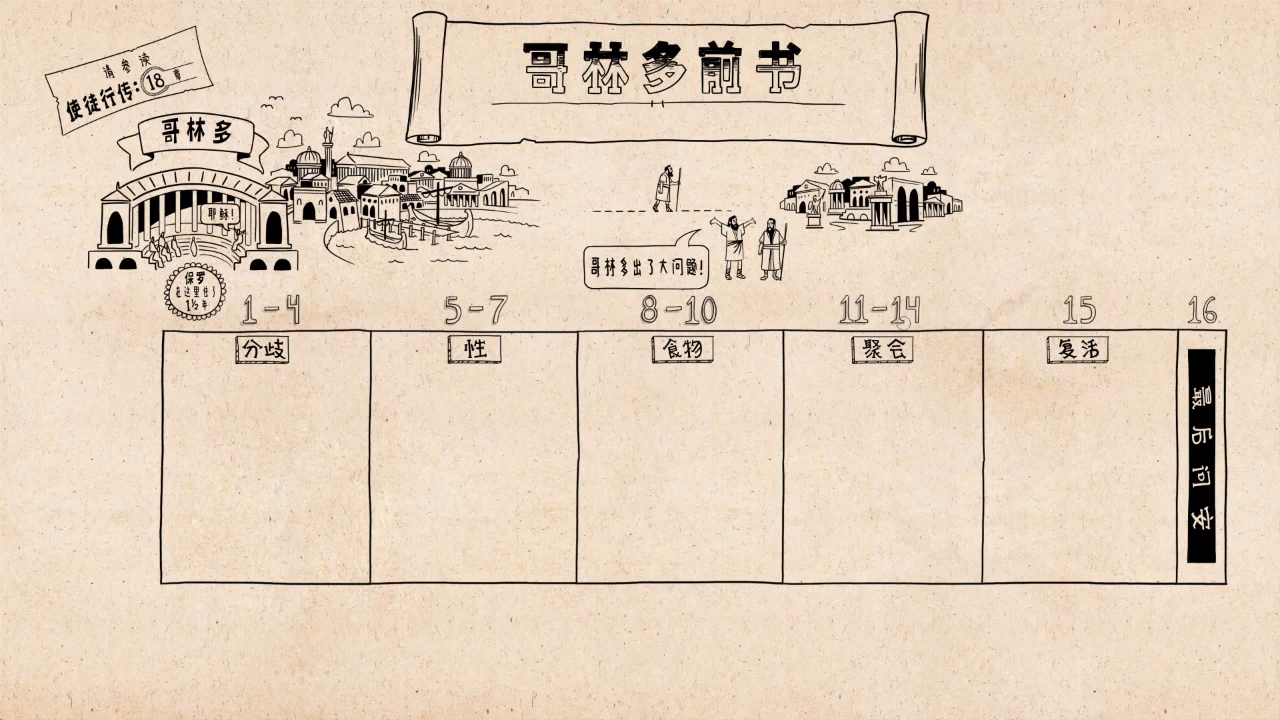 哥林多前书
请参读
使徒行传:18章
哥林多
耶稣!
保罗
在这里住了
1½年
哥林多出了大问题!
1-4
5-7
8-10
11-14
15
16
分歧
性
食物
聚会
复活
最后问安